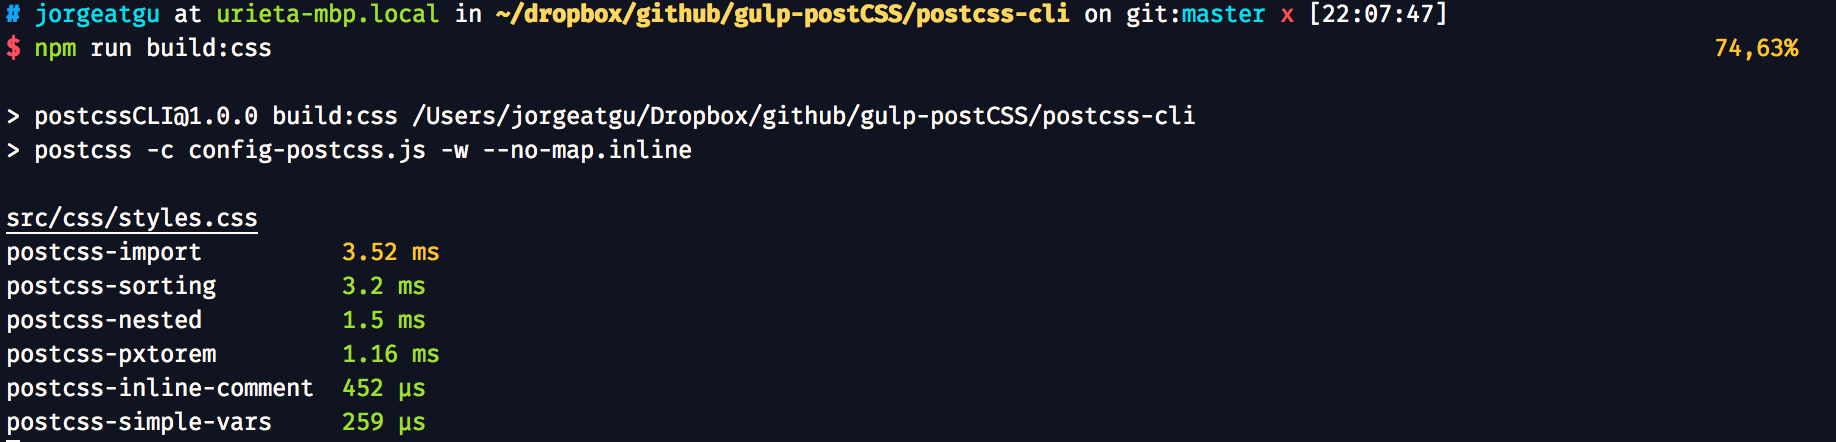 # jorgeatgu at urieta-mbp.local in ~/dropbox/github/gulp-postCSS/postcss-cli on git:master x [22:07:47]
$ npm run build:css 74,63%
> postcssCLI@1.0.0 build:css /Users/jorgeatgu/Dropbox/github/gulp-postCSS/postcss-cli
> postcss -c config-postcss.js -w --no-map.inline
src/css/styles.css
postcss-import 3.52 ms
postcss-sorting 3.2 ms
postcss-nested 1.5 ms
postcss-pxtorem 1.16 ms
postcss-inline-comment 452 µs
postcss-simple-vars 259 µs